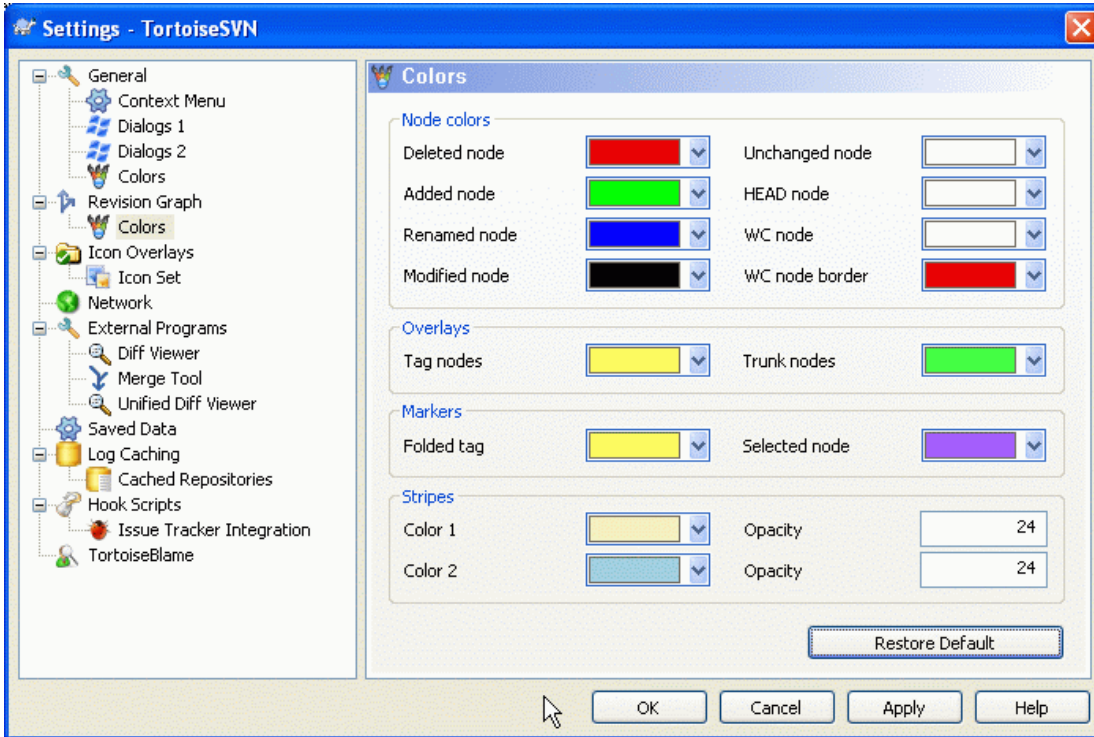 Settings - TortoiseSVN
General
Context Menu
Dialogs 1
Dialogs 2
Colors
Revision Graph
Colors
Icon Overlays
Icon Set
Network
External Programs
Diff Viewer
Merge Tool
Unified Diff Viewer
Saved Data
Log Caching
Cached Repositories
Hook Scripts
Issue Tracker Integration
TortoiseBlame
Colors
Node colors
Deleted node Unchanged node
Added node HEAD node
Renamed node WC node
Modified node WC node border
Overlays
Tag nodes Trunk nodes
Markers
Folded tag Selected node
Stripes
Color 1 Opacity 24
Color 2 Opacity 24
Restore Default
OK Cancel Apply Help